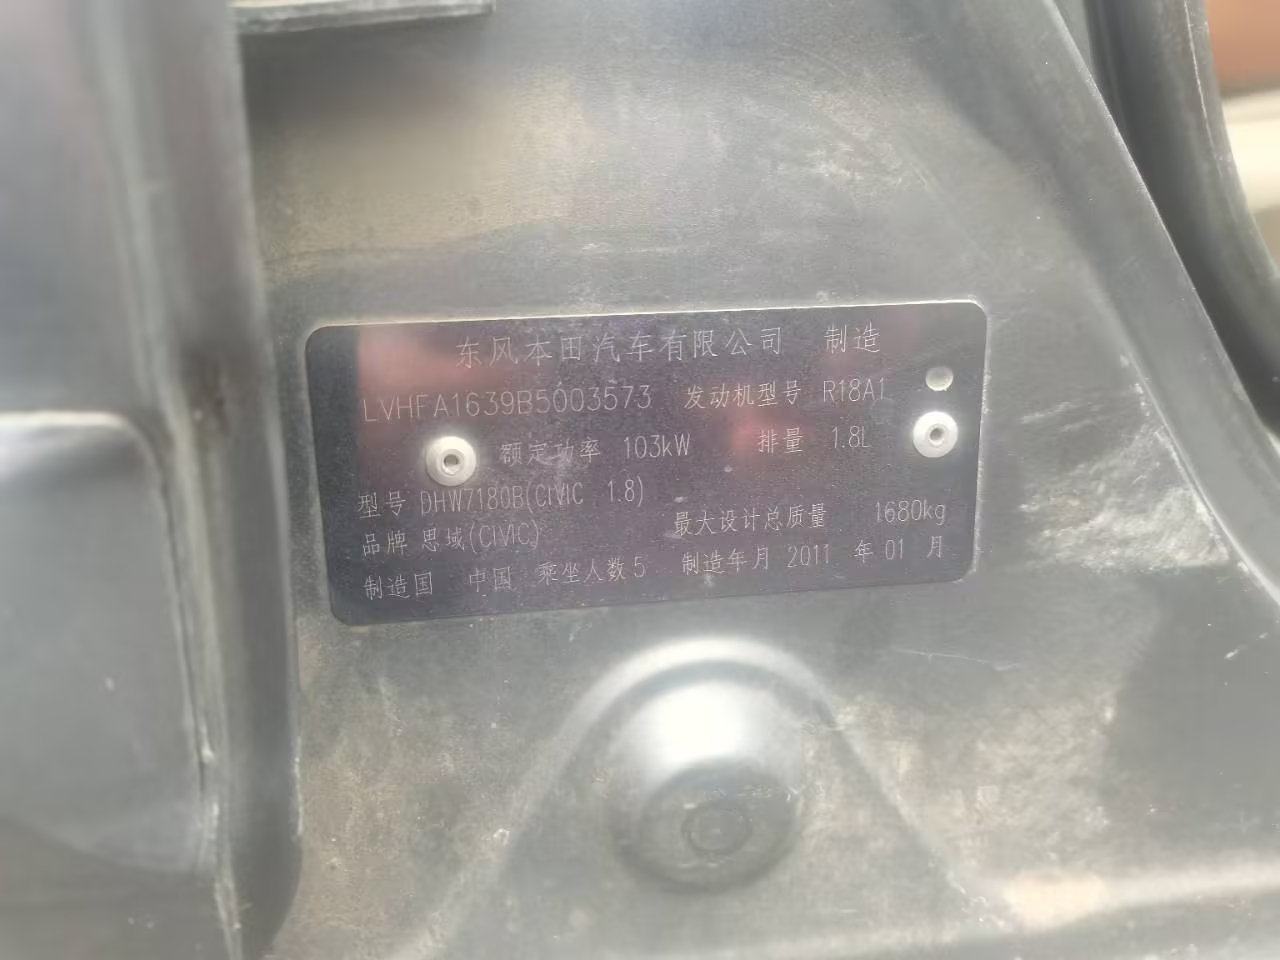 东风本田汽车有限公司 制造
LVHFA1639B5003573 发动机型号 R18A1
额定功率 103kW 排量 1.8L
型号 DHW7180B(CIVIC 1.8)
品牌 思域(CIVIC) 最大设计总质量 1680kg
制造国 中国 乘坐人数 5 制造年月 2011 年 01 月